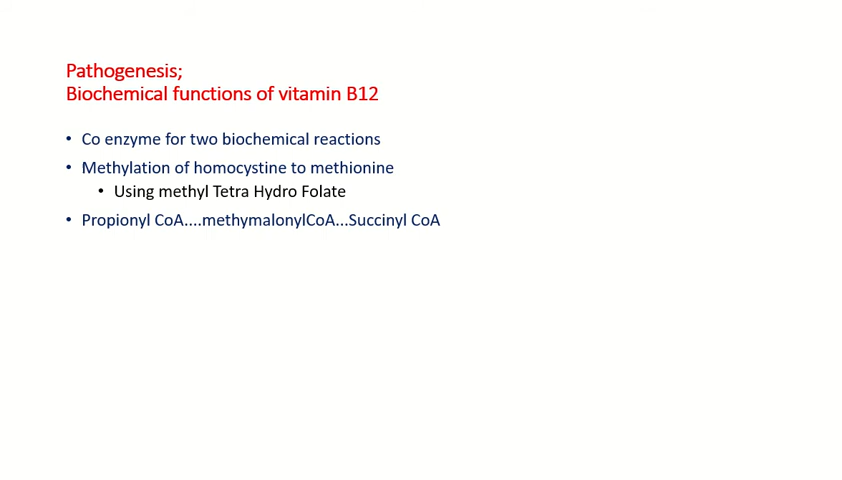 Pathogenesis;
Biochemical functions of vitamin B12
• Co enzyme for two biochemical reactions
• Methylation of homocystine to methionine
• Using methyl Tetra Hydro Folate
• Propionyl CoA....methymalonylCoA...Succinyl CoA